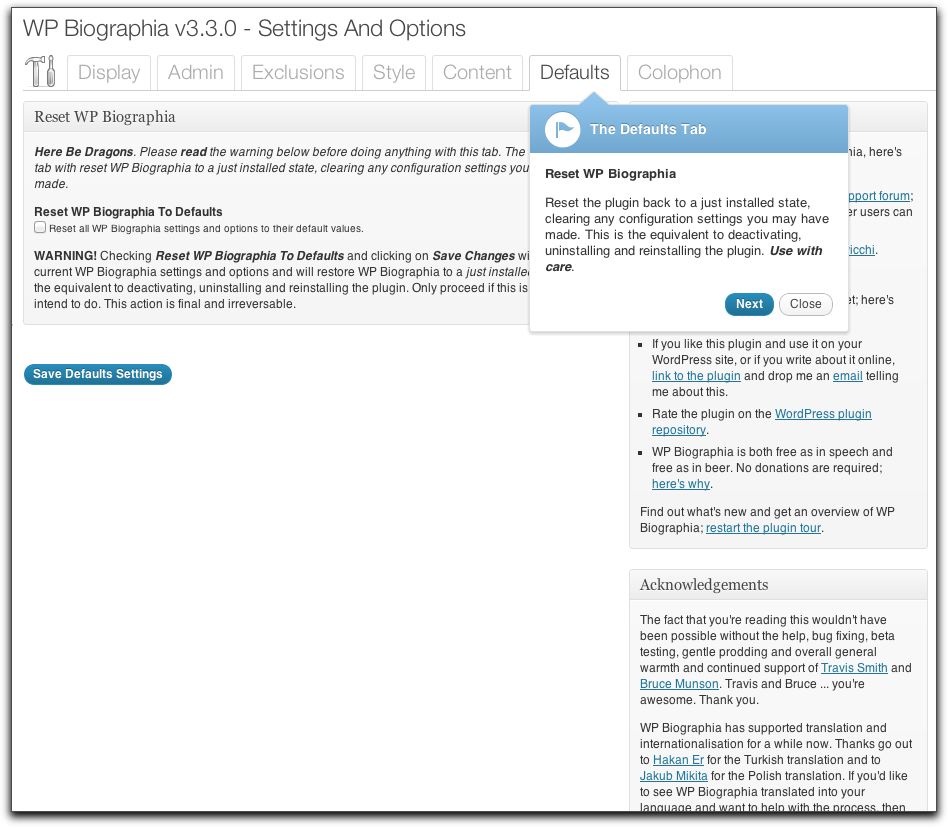 WP Biographia v3.3.0 - Settings And Options
Display
Admin
Exclusions
Style
Content
Defaults
Colophon
Reset WP Biographia
Here Be Dragons. Please read the warning below before doing anything with this tab. The
tab with reset WP Biographia to a just installed state, clearing any configuration settings you
made.
Reset WP Biographia To Defaults
Reset all WP Biographia settings and options to their default values.
WARNING! Checking Reset WP Biographia To Defaults and clicking on Save Changes wi
current WP Biographia settings and options and will restore WP Biographia to a just installed
the equivalent to deactivating, uninstalling and reinstalling the plugin. Only proceed if this is
intend to do. This action is final and irreversable.
Save Defaults Settings
The Defaults Tab
Reset WP Biographia
Reset the plugin back to a just installed state,
clearing any configuration settings you may have
made. This is the equivalent to deactivating,
uninstalling and reinstalling the plugin. Use with
care.
Next
Close
hia, here's
pport forum;
er users can
vicchi.
et; here's
If you like this plugin and use it on your
WordPress site, or if you write about it online,
link to the plugin and drop me an email telling
me about this.
Rate the plugin on the WordPress plugin
repository.
WP Biographia is both free as in speech and
free as in beer. No donations are required;
here's why.
Find out what's new and get an overview of WP
Biographia; restart the plugin tour.
Acknowledgements
The fact that you're reading this wouldn't have
been possible without the help, bug fixing, beta
testing, gentle prodding and overall general
warmth and continued support of Travis Smith and
Bruce Munson. Travis and Bruce ... you're
awesome. Thank you.
WP Biographia has supported translation and
internationalisation for a while now. Thanks go out
to Hakan Er for the Turkish translation and to
Jakub Mikita for the Polish translation. If you'd like
to see WP Biographia translated into your
language and want to help with the process, then